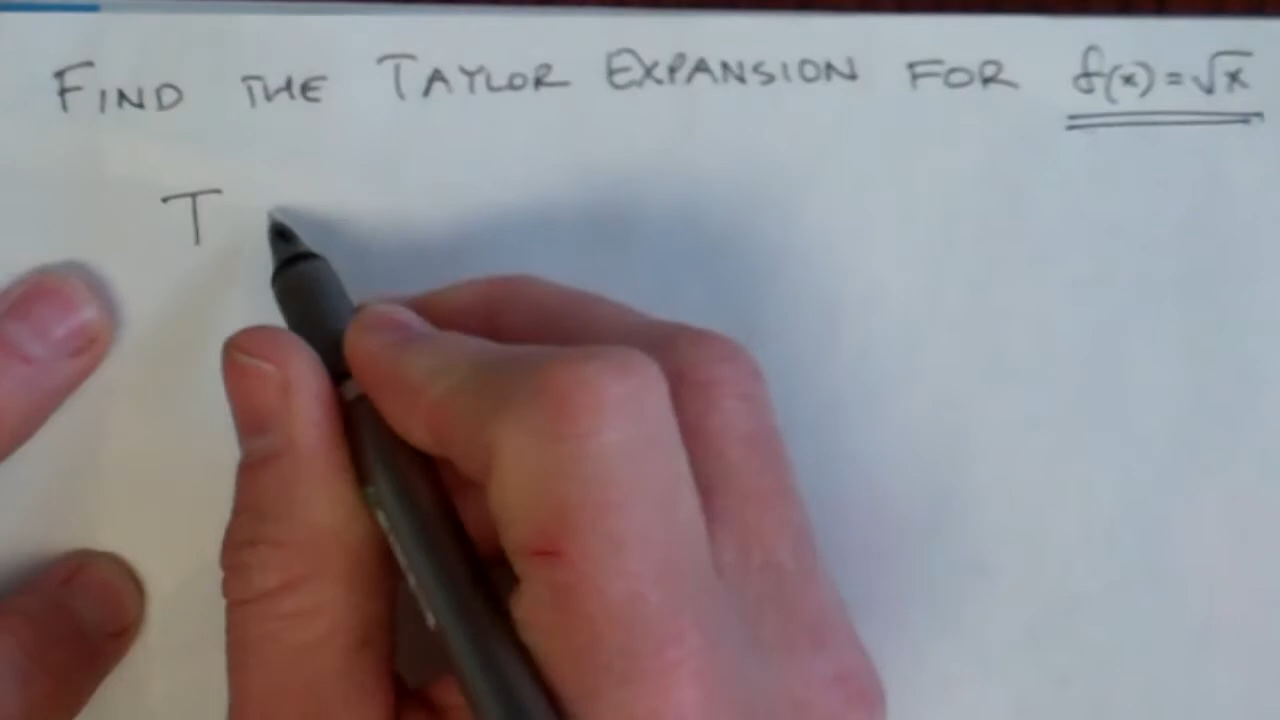 FIND THE TAYLOR EXPANSION FOR f(x)=√x
T